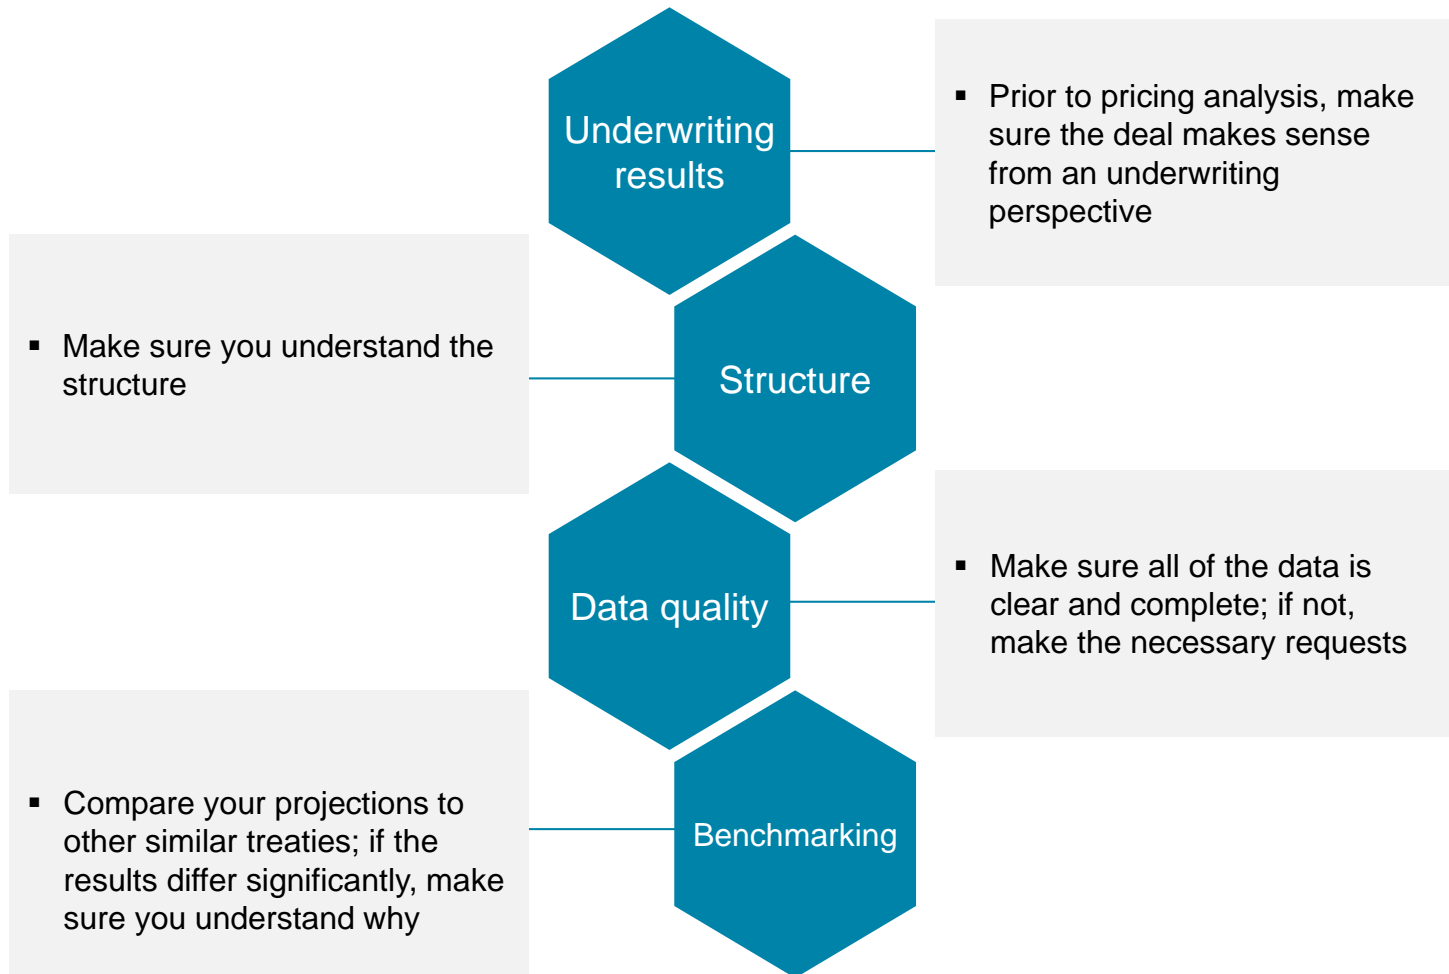 Underwriting
results
▪ Prior to pricing analysis, make
sure the deal makes sense
from an underwriting
perspective
▪ Make sure you understand the
structure
Structure
Data quality
▪ Make sure all of the data is
clear and complete; if not,
make the necessary requests
▪ Compare your projections to
other similar treaties; if the
results differ significantly, make
sure you understand why
Benchmarking